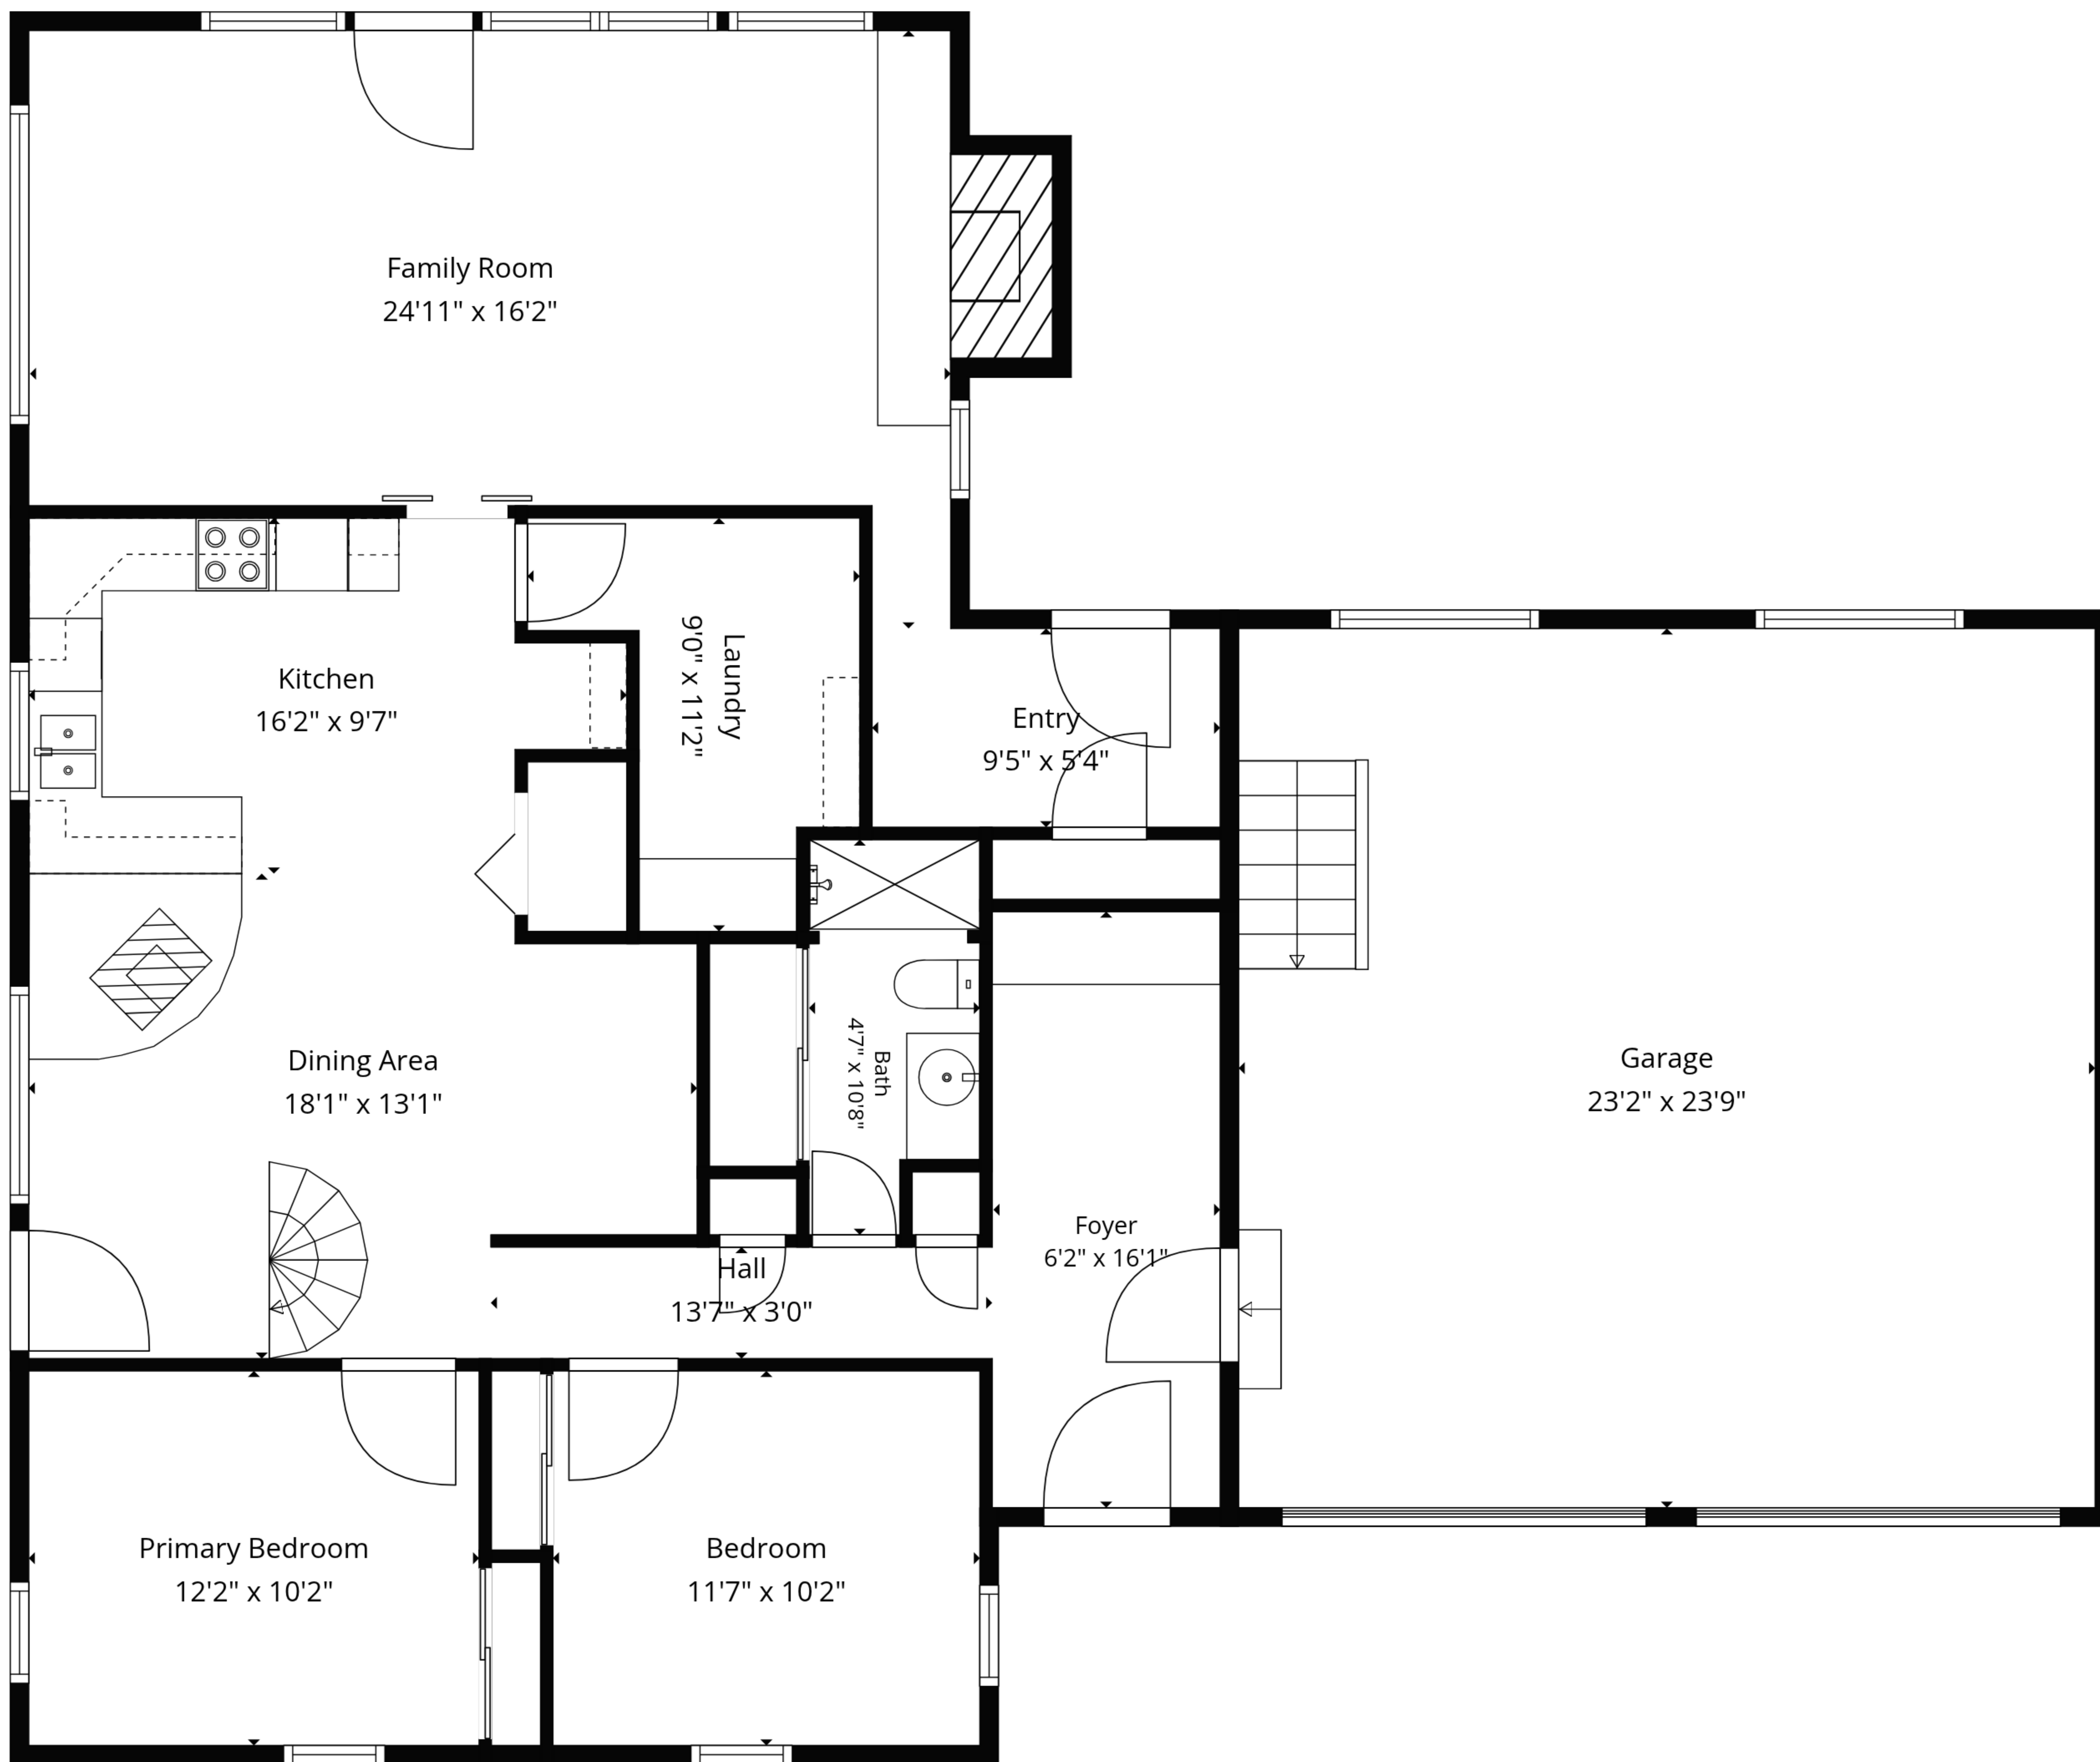 Family Room
24'11" x 16'2"
Kitchen
16'2" x 9'7"
Laundry
9'0" x 11'2"
Entry
9'5" x 5'4"
Dining Area
18'1" x 13'1"
Bath
4'7" x 10'8"
Garage
23'2" x 23'9"
Foyer
6'2" x 16'1"
Hall
13'7" x 3'0"
Primary Bedroom
12'2" x 10'2"
Bedroom
11'7" x 10'2"